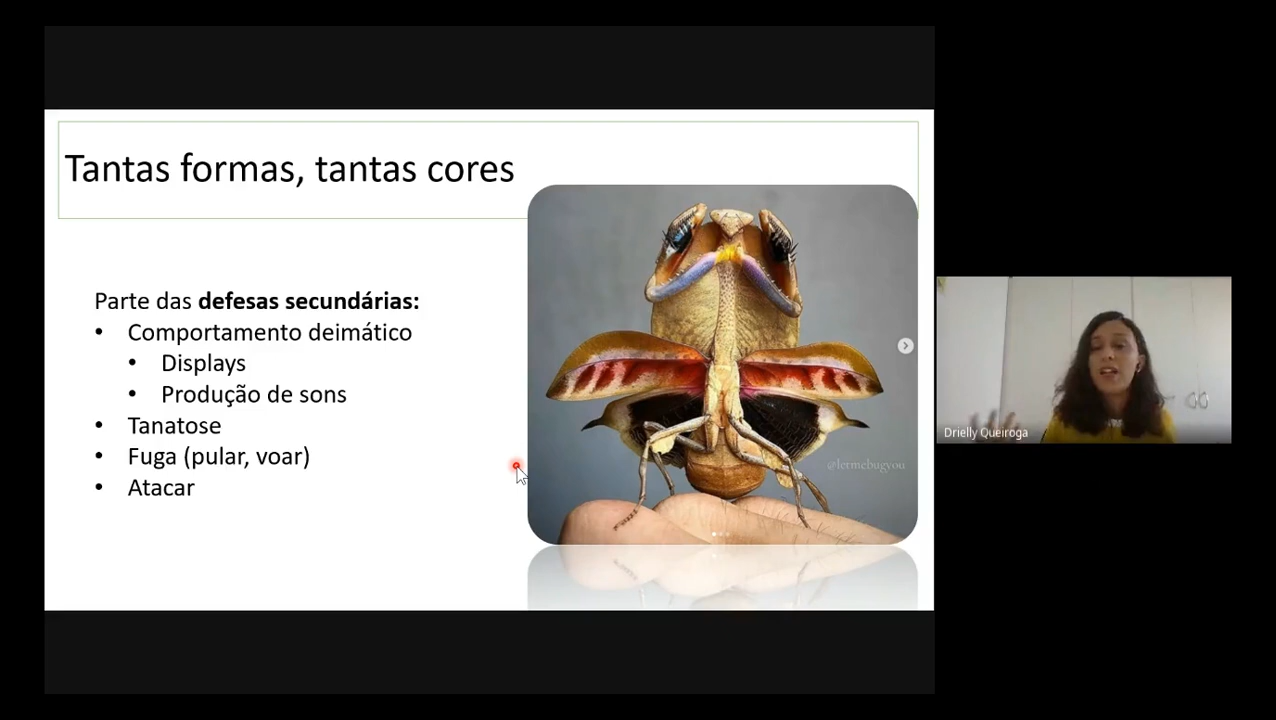 Tantas formas, tantas cores
Parte das defesas secundárias:
• Comportamento deimático
• Displays
• Produção de sons
• Tanatose
• Fuga (pular, voar)
• Atacar
@letmebugyou
Drielly Queiroga